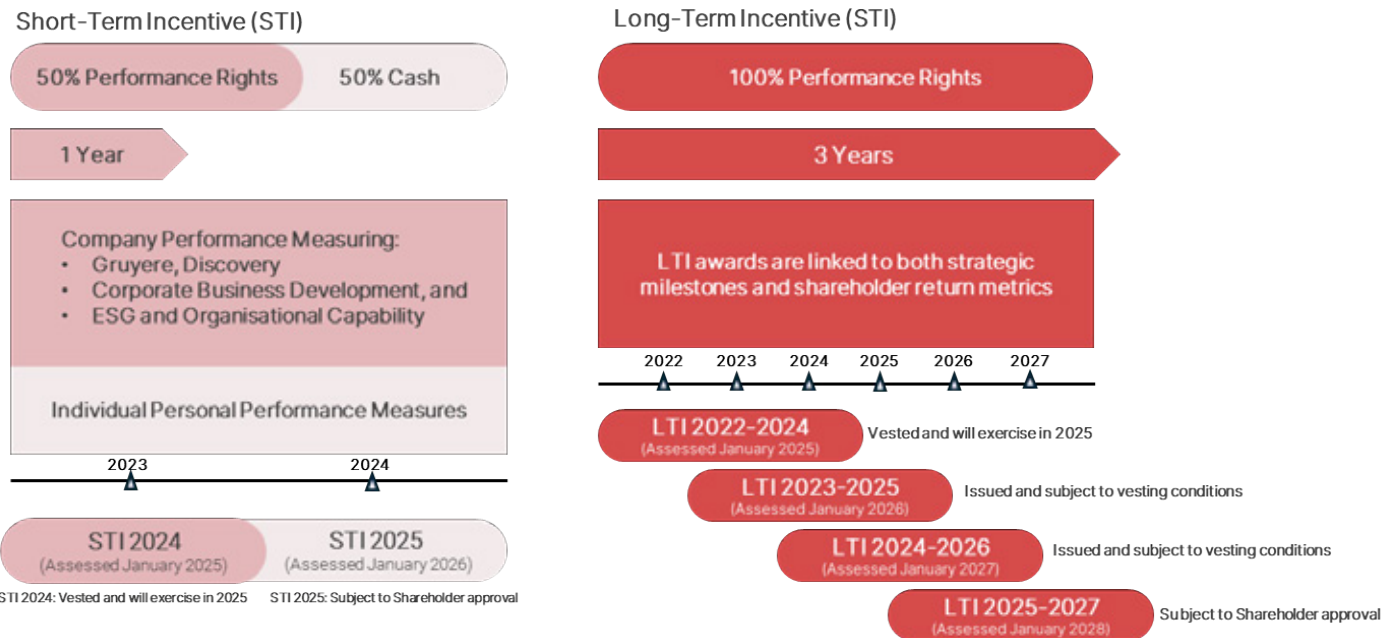 Short-Term Incentive (STI)
50% Performance Rights
50% Cash
1 Year
Company Performance Measuring:
• Gruyere, Discovery
• Corporate Business Development, and
• ESG and Organisational Capability
Individual Personal Performance Measures
2023
2024
STI 2024
(Assessed January 2025)
STI 2025
(Assessed January 2026)
STI 2024: Vested and will exercise in 2025
STI 2025: Subject to Shareholder approval
Long-Term Incentive (STI)
100% Performance Rights
3 Years
LTI awards are linked to both strategic
milestones and shareholder return metrics
2022
2023
2024
2025
2026
2027
LTI 2022-2024
(Assessed January 2025)
Vested and will exercise in 2025
LTI 2023-2025
(Assessed January 2026)
Issued and subject to vesting conditions
LTI 2024-2026
(Assessed January 2027)
Issued and subject to vesting conditions
LTI 2025-2027
(Assessed January 2028)
Subject to Shareholder approval